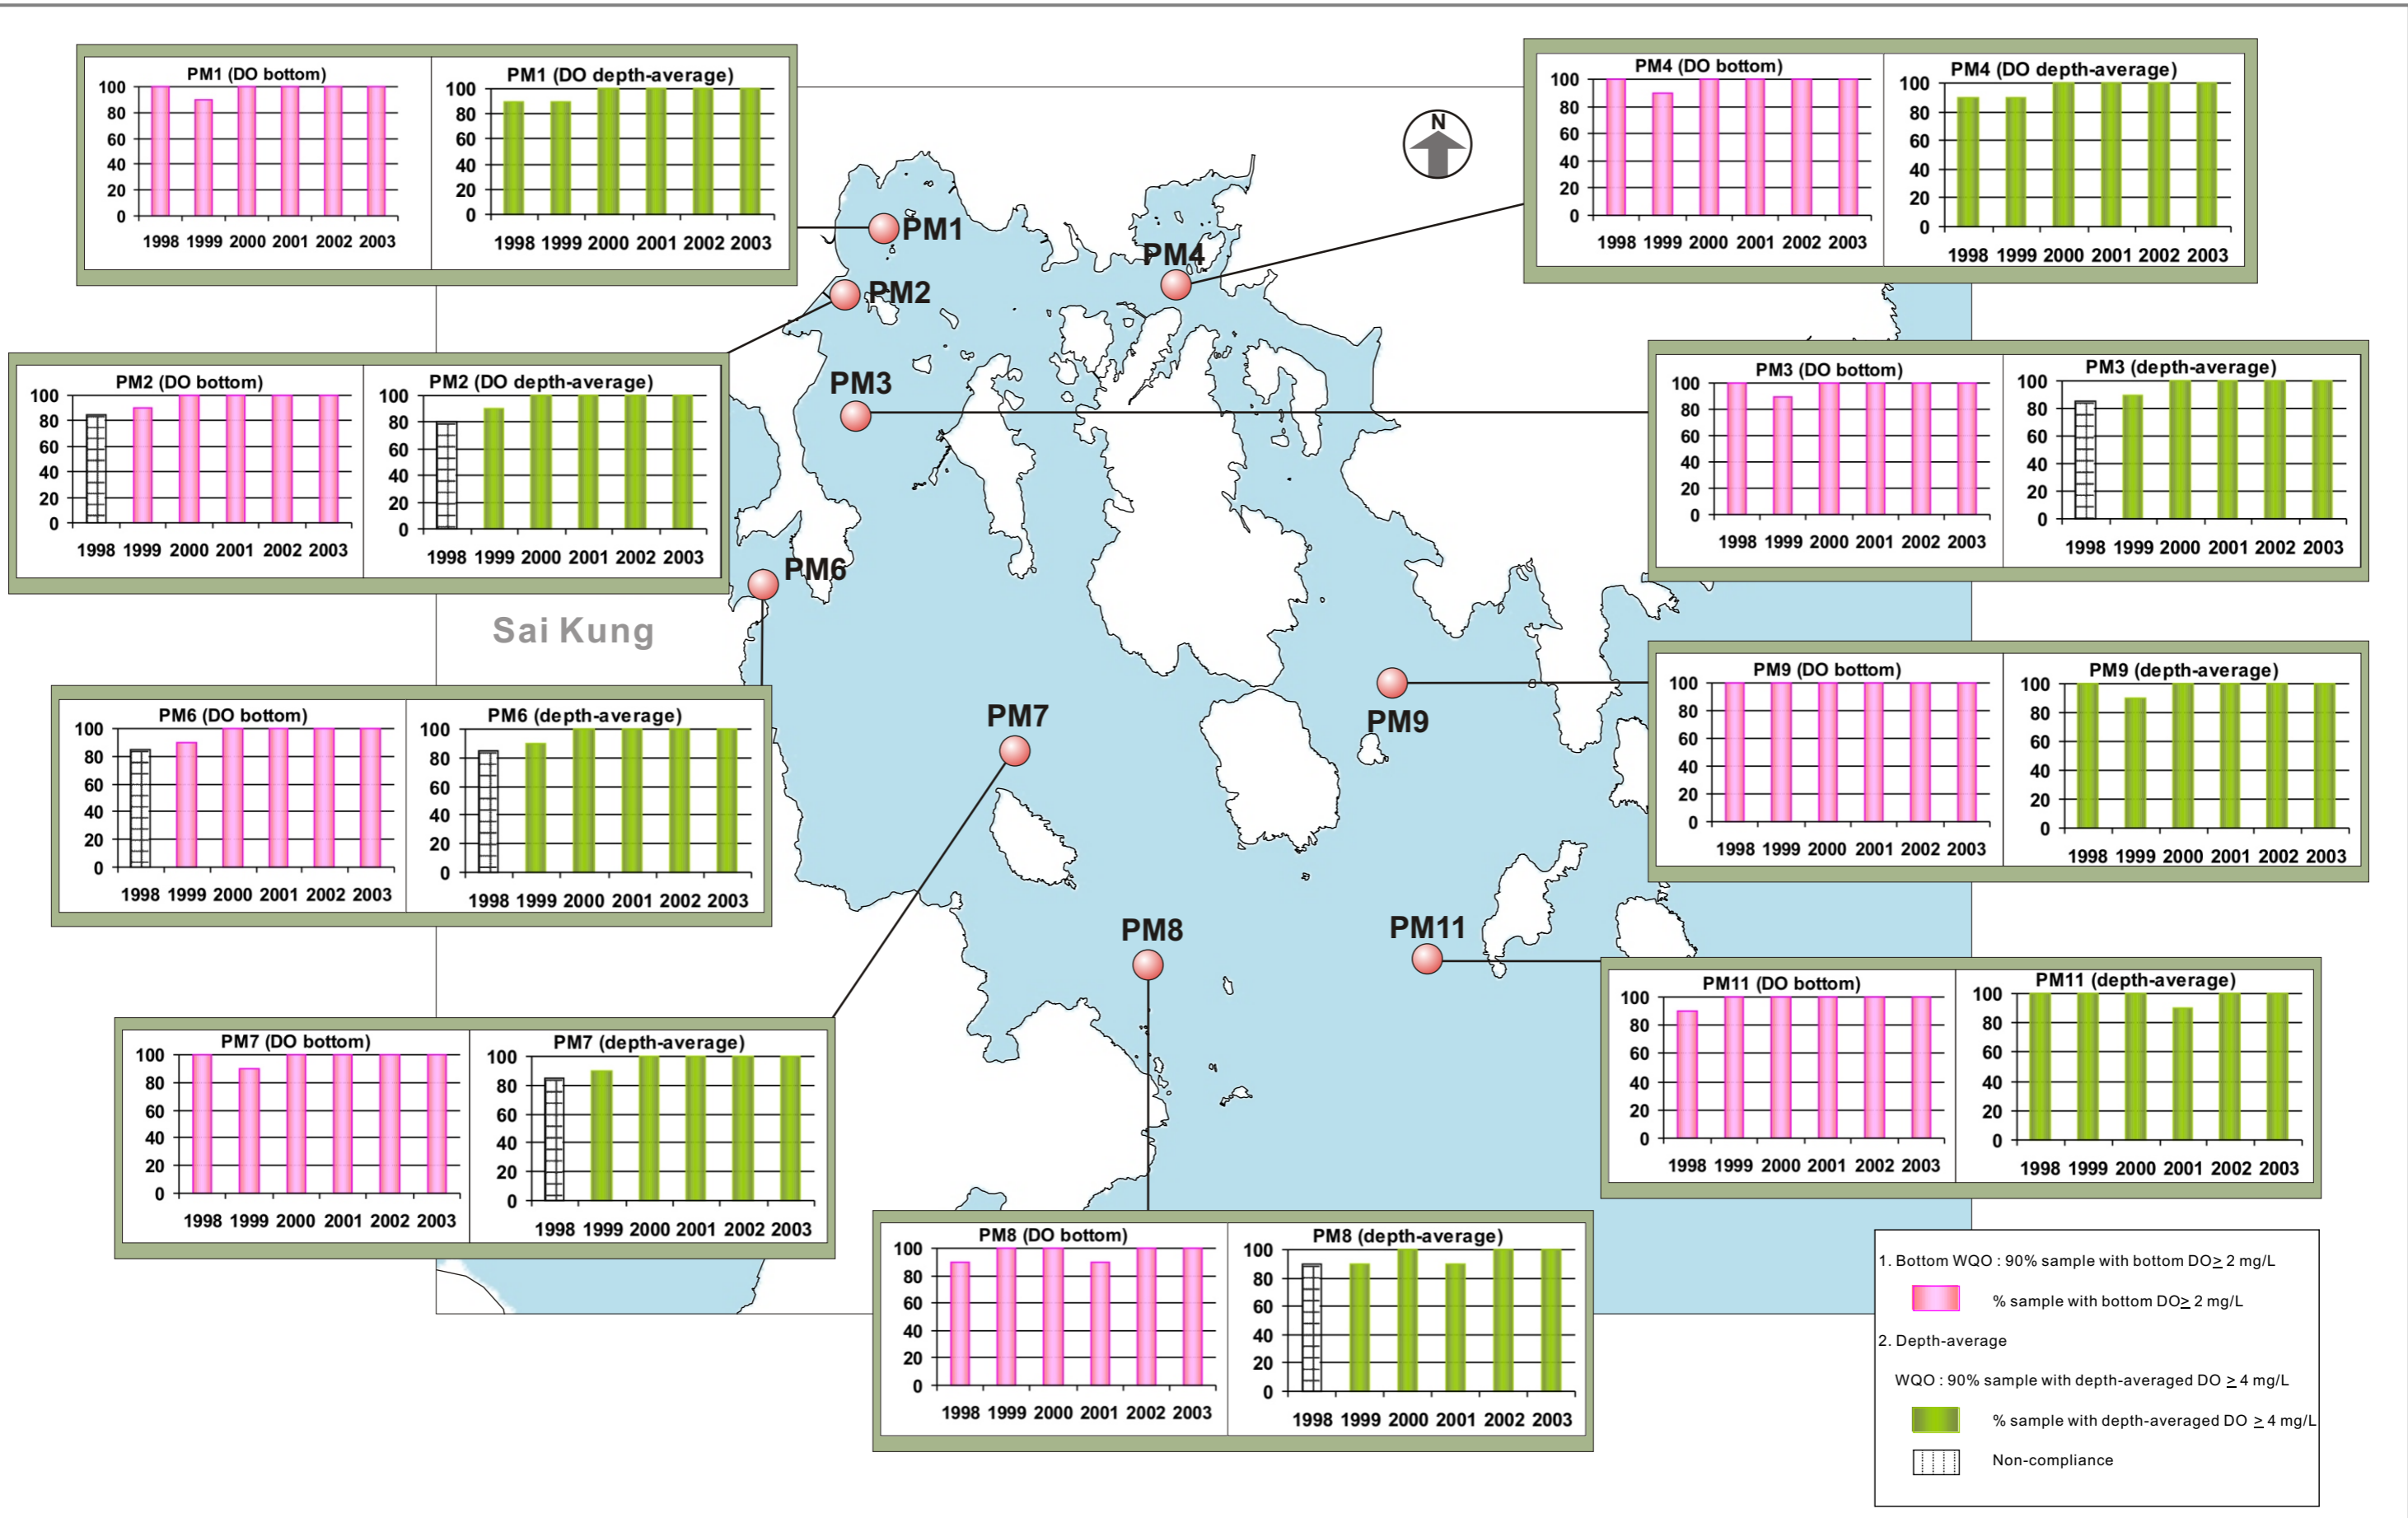 PM1 (DO bottom)
100
80
60
40
20
0
1998 1999 2000 2001 2002 2003
PM1 (DO depth-average)
100
80
60
40
20
0
1998 1999 2000 2001 2002 2003
PM4 (DO bottom)
100
80
60
40
20
0
1998 1999 2000 2001 2002 2003
PM4 (DO depth-average)
100
80
60
40
20
0
1998 1999 2000 2001 2002 2003
N
PM1
PM4
PM2
PM2 (DO bottom)
100
80
60
40
20
0
1998 1999 2000 2001 2002 2003
PM2 (DO depth-average)
100
80
60
40
20
0
1998 1999 2000 2001 2002 2003
PM3
PM3 (DO bottom)
100
80
60
40
20
0
1998 1999 2000 2001 2002 2003
PM3 (depth-average)
100
80
60
40
20
0
1998 1999 2000 2001 2002 2003
PM6
Sai Kung
PM6 (DO bottom)
100
80
60
40
20
0
1998 1999 2000 2001 2002 2003
PM6 (depth-average)
100
80
60
40
20
0
1998 1999 2000 2001 2002 2003
PM7
PM9
PM9 (DO bottom)
100
80
60
40
20
0
1998 1999 2000 2001 2002 2003
PM9 (depth-average)
100
80
60
40
20
0
1998 1999 2000 2001 2002 2003
PM8
PM11
PM7 (DO bottom)
100
80
60
40
20
0
1998 1999 2000 2001 2002 2003
PM7 (depth-average)
100
80
60
40
20
0
1998 1999 2000 2001 2002 2003
PM11 (DO bottom)
100
80
60
40
20
0
1998 1999 2000 2001 2002 2003
PM11 (depth-average)
100
80
60
40
20
0
1998 1999 2000 2001 2002 2003
PM8 (DO bottom)
100
80
60
40
20
0
1998 1999 2000 2001 2002 2003
PM8 (depth-average)
100
80
60
40
20
0
1998 1999 2000 2001 2002 2003
1. Bottom WQO : 90% sample with bottom DO≥ 2 mg/L
% sample with bottom DO≥ 2 mg/L
2. Depth-average
WQO : 90% sample with depth-averaged DO ≥ 4 mg/L
% sample with depth-averaged DO ≥ 4 mg/L
Non-compliance